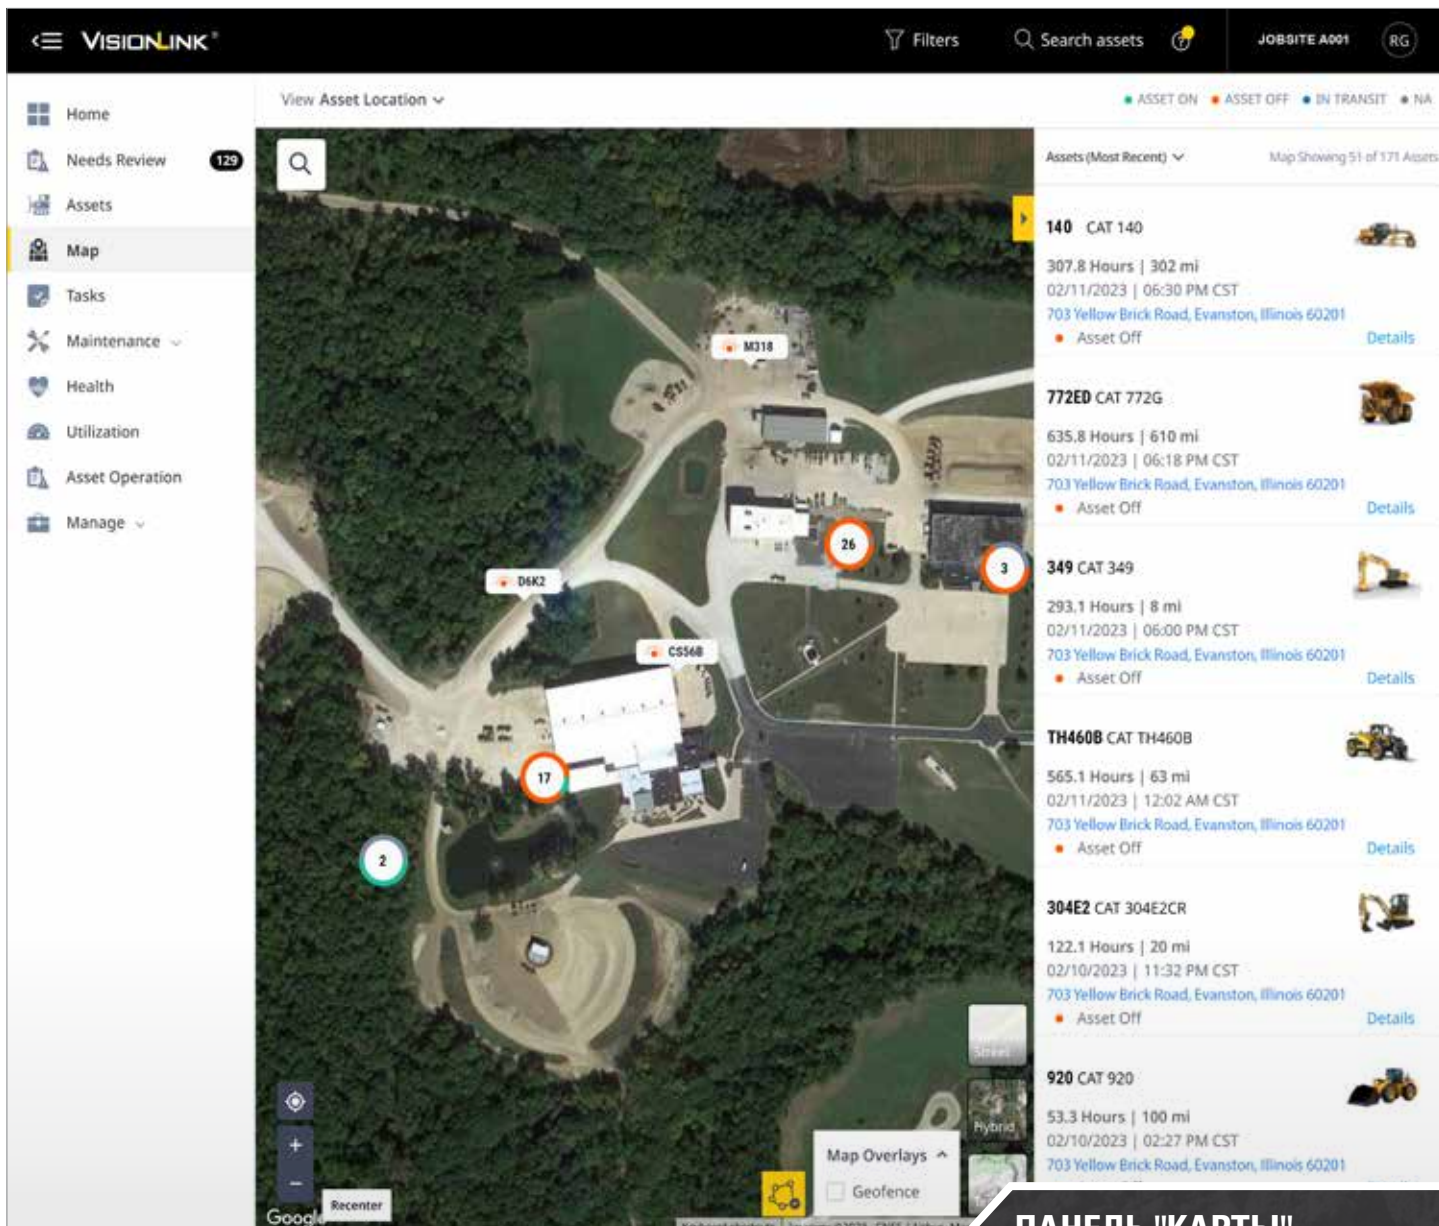 VISIONLINK®
Filters
Search assets
JOBSITE A001
RG
Home
Needs Review 129
Assets
Map
Tasks
Maintenance
Health
Utilization
Asset Operation
Manage
View Asset Location
ASSET ON ASSET OFF IN TRANSIT NA
M318
26
3
D6K2
CS56B
17
2
Street
Hybrid
Map Overlays
Geofence
+
−
Recenter
Google
Assets (Most Recent)
Map Showing 51 of 171 Assets
140 CAT 140
307.8 Hours | 302 mi
02/11/2023 | 06:30 PM CST
703 Yellow Brick Road, Evanston, Illinois 60201
Asset Off Details
772ED CAT 772G
635.8 Hours | 610 mi
02/11/2023 | 06:18 PM CST
703 Yellow Brick Road, Evanston, Illinois 60201
Asset Off Details
349 CAT 349
293.1 Hours | 8 mi
02/11/2023 | 06:00 PM CST
703 Yellow Brick Road, Evanston, Illinois 60201
Asset Off Details
TH460B CAT TH460B
565.1 Hours | 63 mi
02/11/2023 | 12:02 AM CST
703 Yellow Brick Road, Evanston, Illinois 60201
Asset Off Details
304E2 CAT 304E2CR
122.1 Hours | 20 mi
02/10/2023 | 11:32 PM CST
703 Yellow Brick Road, Evanston, Illinois 60201
Asset Off Details
920 CAT 920
53.3 Hours | 100 mi
02/10/2023 | 02:27 PM CST
703 Yellow Brick Road, Evanston, Illinois 60201
ПАНЕЛЬ "КАРТЫ"